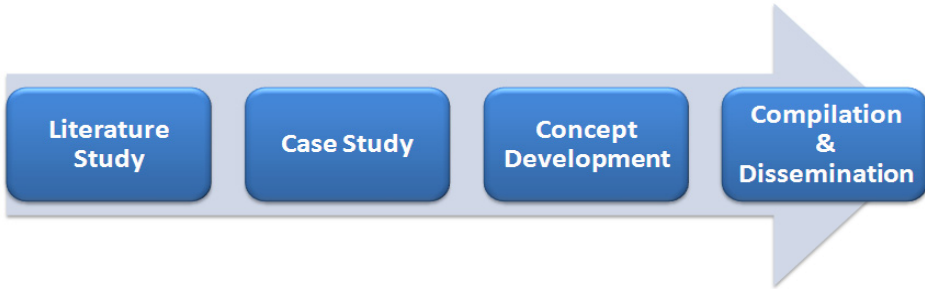 Literature
Study
Case Study
Concept
Development
Compilation
&
Dissemination